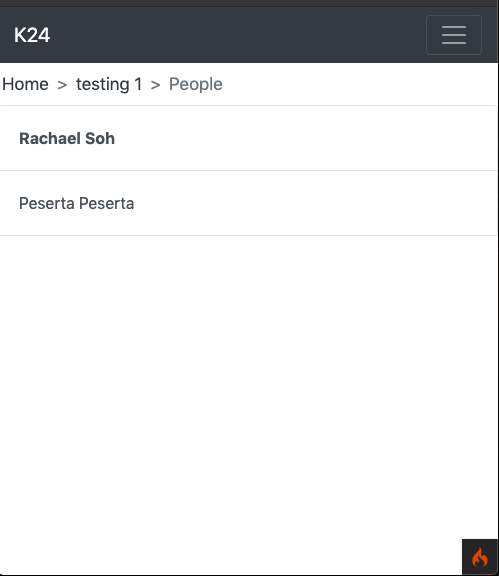 K24
Home > testing 1 > People
Rachael Soh
Peserta Peserta